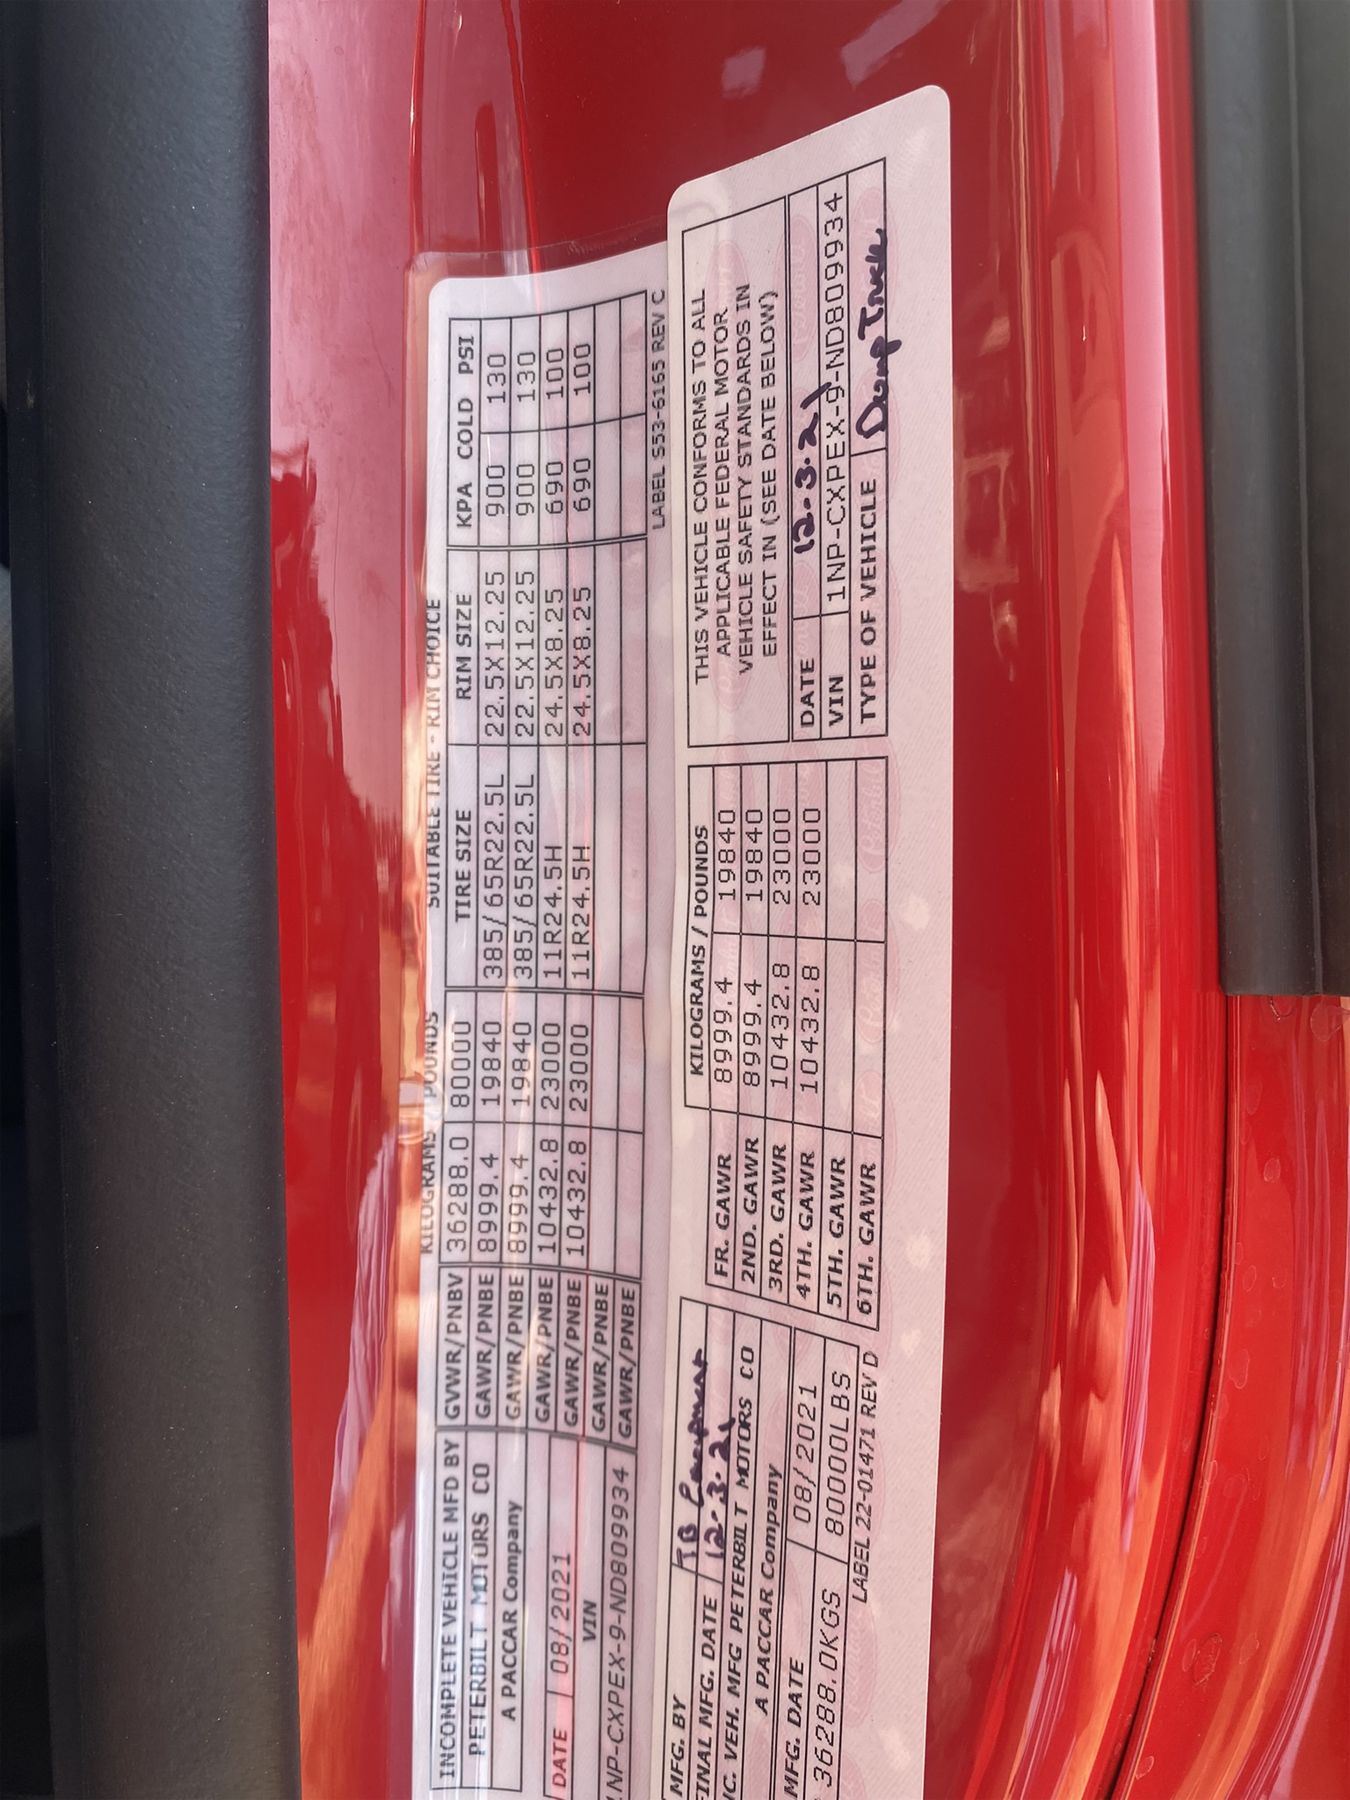 INCOMPLETE VEHICLE MFD BY
PETERBILT MOTORS CO
A PACCAR Company
DATE 08/2021
VIN
1NP-CXPEX-9-ND809934
KILOGRAMS / POUNDS
GVWR/PNBV 36288.0 80000
GAWR/PNBE 8999.4 19840
GAWR/PNBE 8999.4 19840
GAWR/PNBE 10432.8 23000
GAWR/PNBE 10432.8 23000
GAWR/PNBE
GAWR/PNBE
SUITABLE TIRE - RIM CHOICE
TIRE SIZE RIM SIZE KPA COLD PSI
385/65R22.5L 22.5X12.25 900 130
385/65R22.5L 22.5X12.25 900 130
11R24.5H 24.5X8.25 690 100
11R24.5H 24.5X8.25 690 100
LABEL S53-6165 REV C
MFG. BY TB
FINAL MFG. DATE 12.3.21
INC. VEH. MFG PETERBILT MOTORS CO
A PACCAR Company
MFG. DATE 08/2021
36288.0KGS 80000LBS
LABEL 22-01471 REV D
KILOGRAMS / POUNDS
FR. GAWR 8999.4 19840
2ND. GAWR 8999.4 19840
3RD. GAWR 10432.8 23000
4TH. GAWR 10432.8 23000
5TH. GAWR
6TH. GAWR
THIS VEHICLE CONFORMS TO ALL
APPLICABLE FEDERAL MOTOR
VEHICLE SAFETY STANDARDS IN
EFFECT IN (SEE DATE BELOW)
DATE 12.3.21
VIN 1NP-CXPEX-9-ND809934
TYPE OF VEHICLE Dump Truck